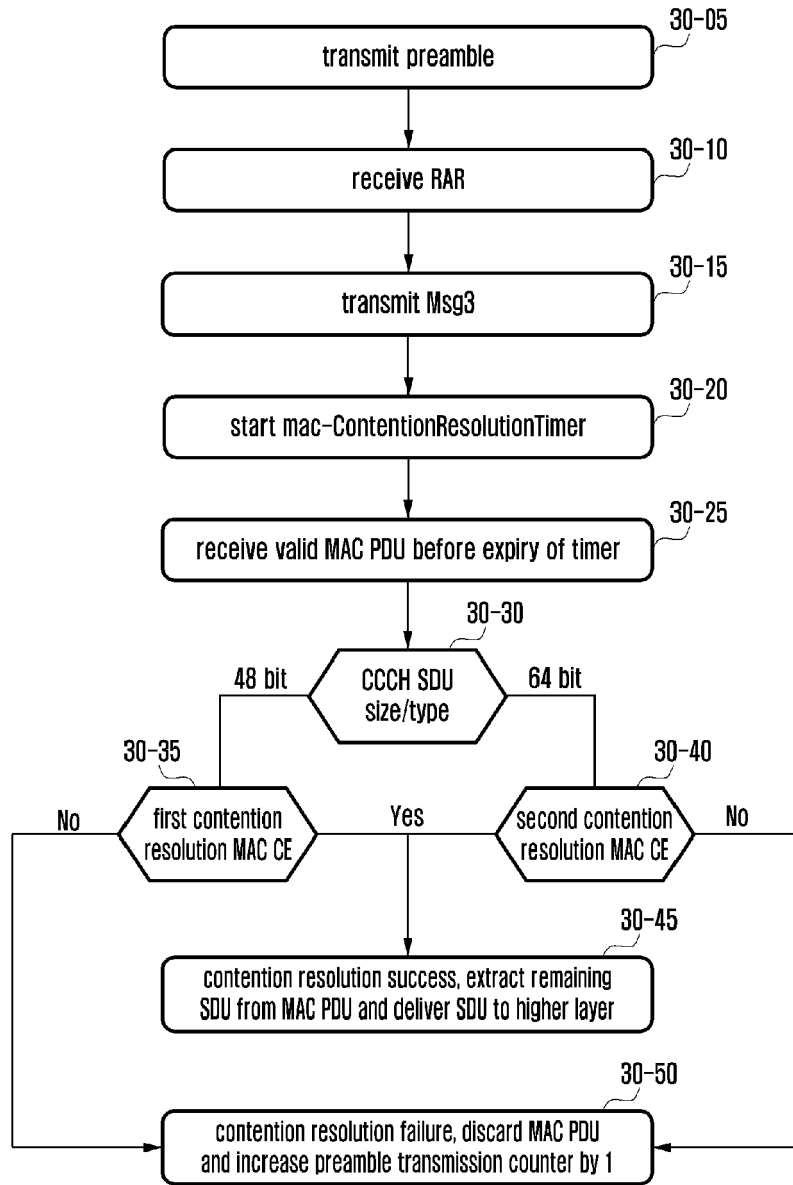 30-05
transmit preamble
30-10
receive RAR
30-15
transmit Msg3
30-20
start mac-ContentionResolutionTimer
30-25
receive valid MAC PDU before expiry of timer
30-30
48 bit
CCCH SDU
size/type
64 bit
30-35
30-40
No
first contention
resolution MAC CE
Yes
second contention
resolution MAC CE
No
30-45
contention resolution success, extract remaining
SDU from MAC PDU and deliver SDU to higher layer
30-50
contention resolution failure, discard MAC PDU
and increase preamble transmission counter by 1